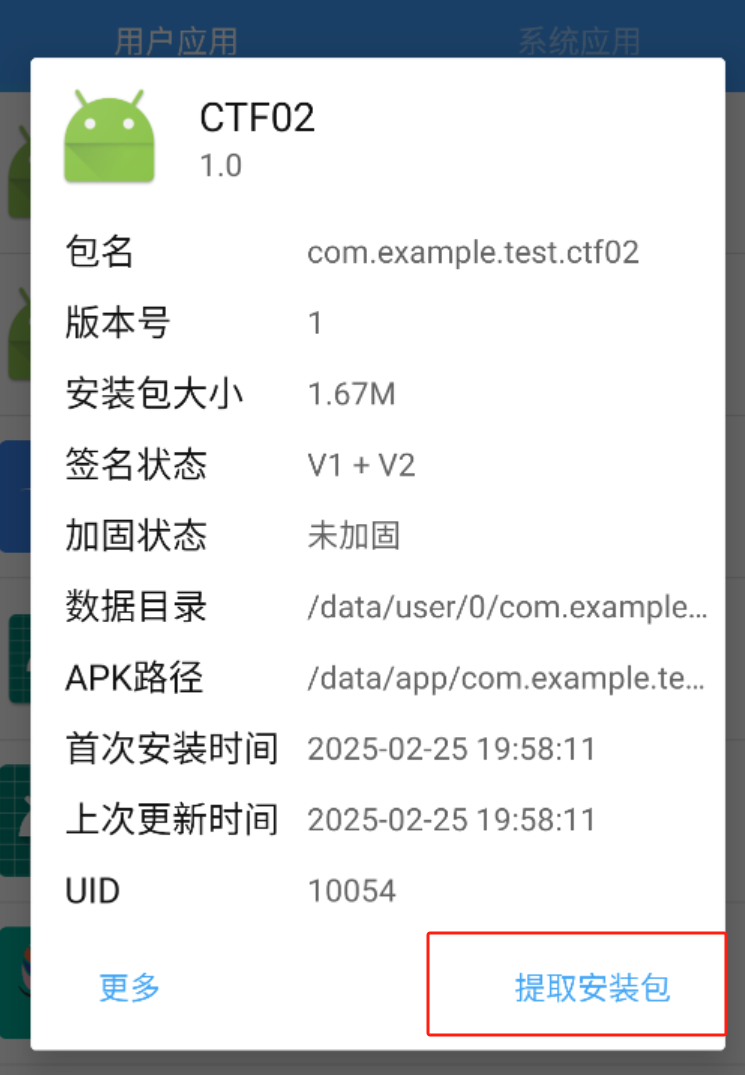 用户应用 系统应用
CTF02
1.0
包名 com.example.test.ctf02
版本号 1
安装包大小 1.67M
签名状态 V1 + V2
加固状态 未加固
数据目录 /data/user/0/com.example...
APK路径 /data/app/com.example.te...
首次安装时间 2025-02-25 19:58:11
上次更新时间 2025-02-25 19:58:11
UID 10054
更多 提取安装包